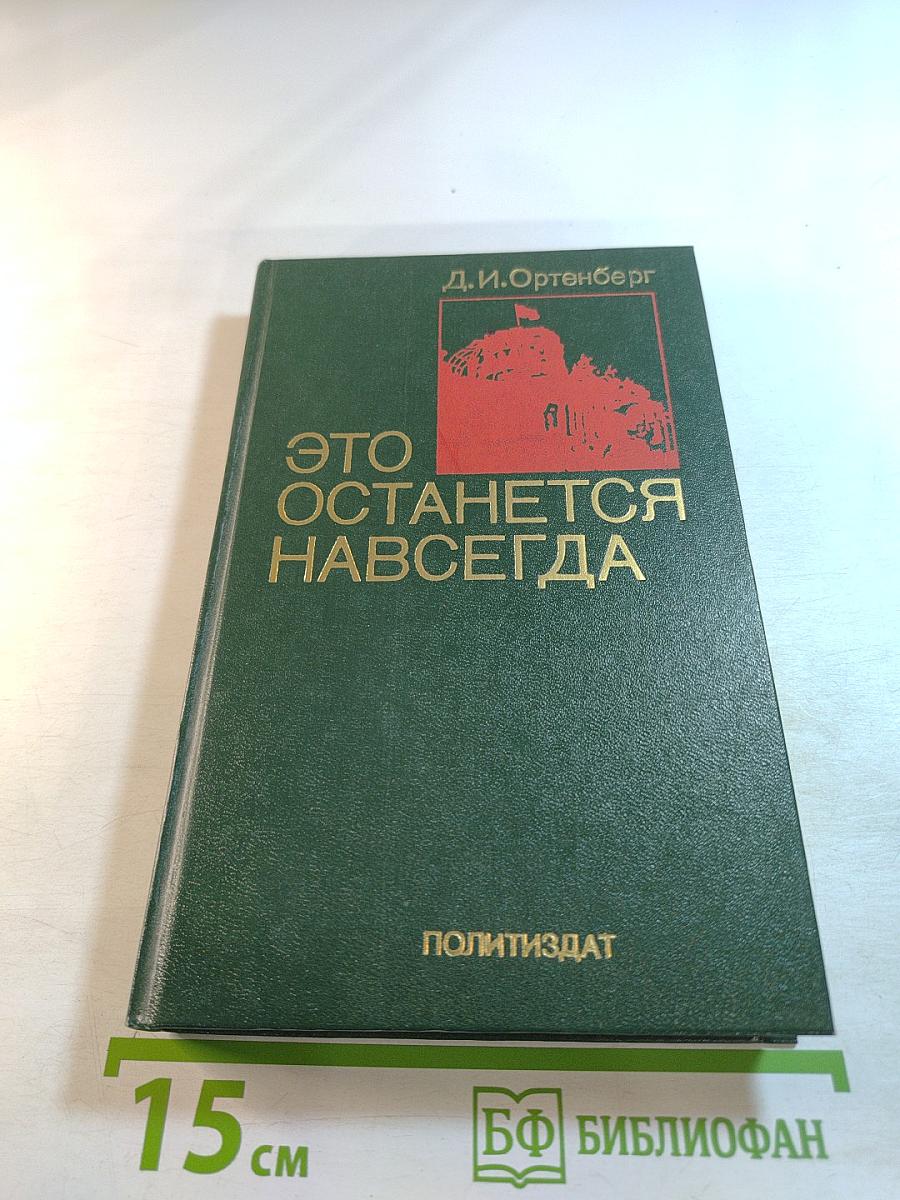 Д.И.Ортенберг
ЭТО
ОСТАНЕТСЯ
НАВСЕГДА
ПОЛИТИЗДАТ
15 см
БФ БИБЛИОФАН